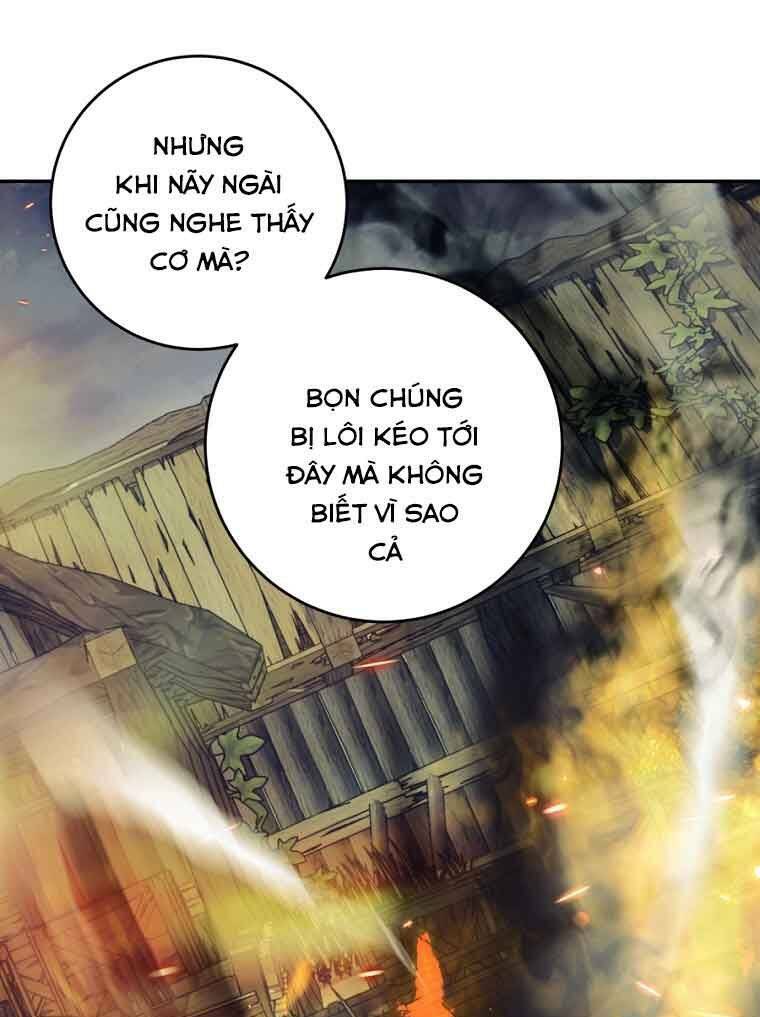 NHƯNG
KHI NÃY NGÀI
CŨNG NGHE THẤY
CƠ MÀ?
BỌN CHÚNG
BỊ LÔI KÉO TỚI
ĐÂY MÀ KHÔNG
BIẾT VÌ SAO
CẢ